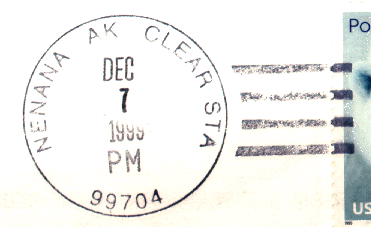 NENANA AK CLEAR STA
DEC
7
1999
PM
99704
Po
US